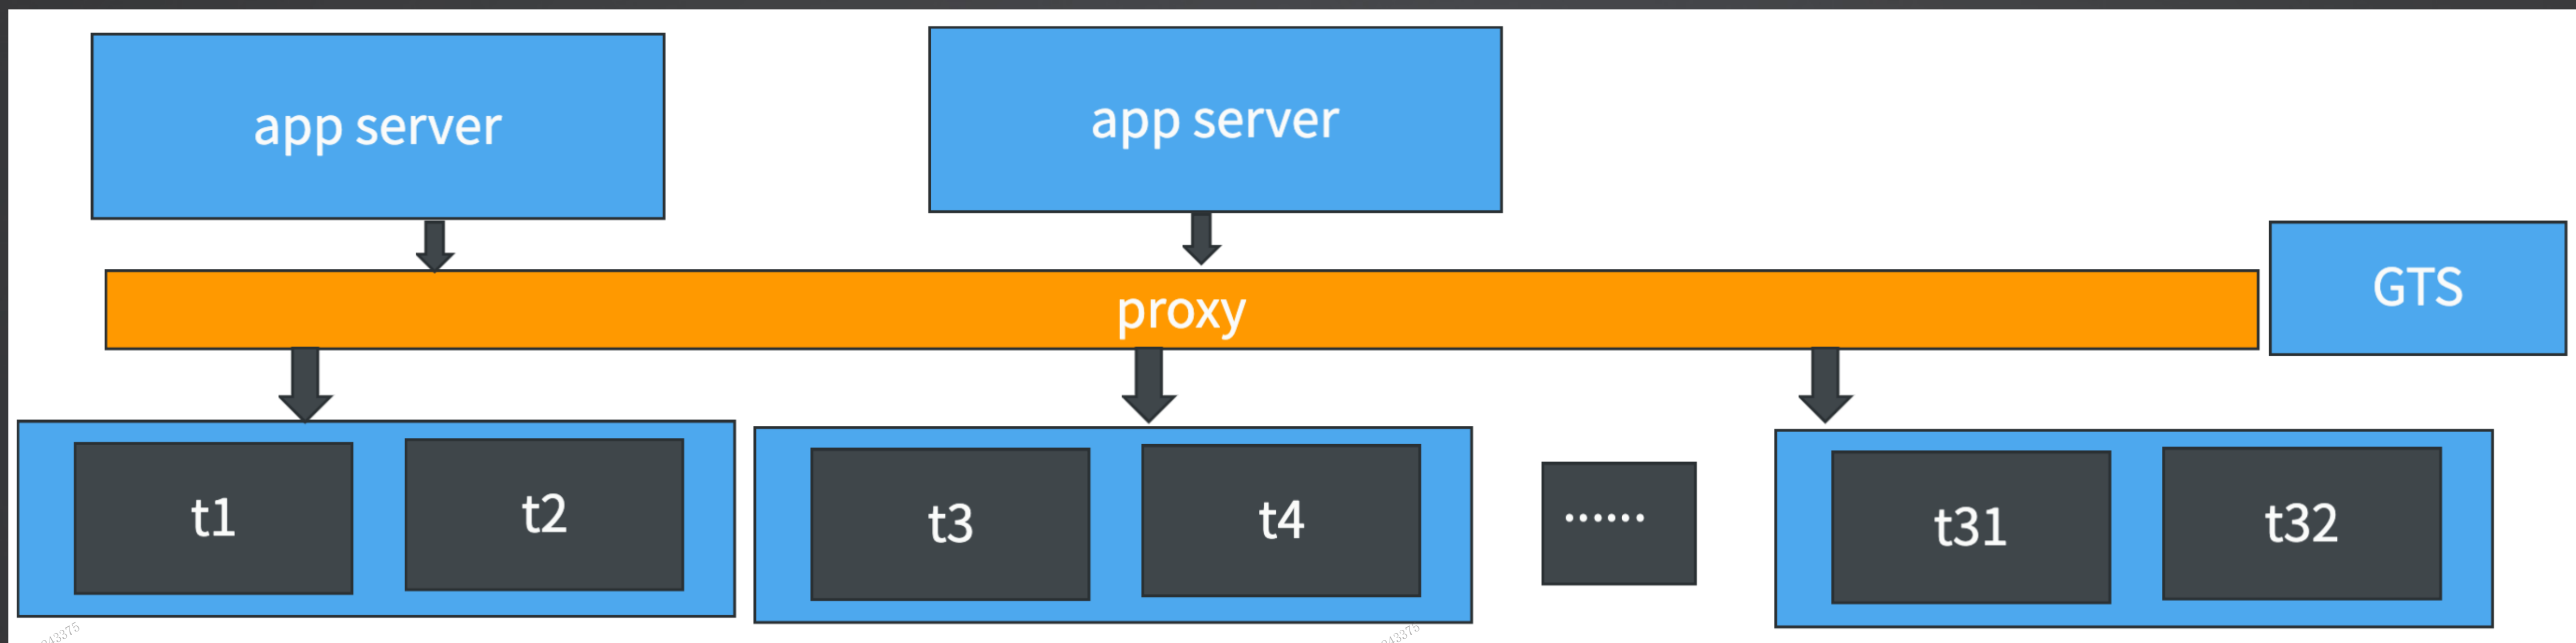 app server
app server
proxy
GTS
t1
t2
t3
t4
......
t31
t32